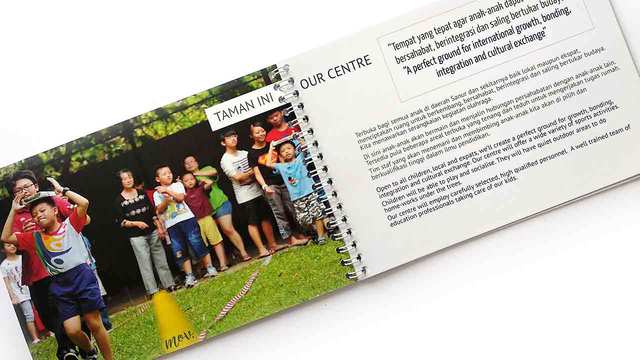 TAMAN INI
OUR CENTRE
"Tempat yang tepat agar anak-anak dapat
bersahabat, berintegrasi dan saling bertukar budaya."
"A perfect ground for international growth, bonding,
integration and cultural exchange"
Terbuka bagi semua anak di daerah Sanur dan sekitarnya baik lokal maupun ekspat,
menciptakan ruang untuk berkembang, bersahabat, berintegrasi dan saling bertukar budaya.
Kita menawarkan serangkaian kegiatan olahraga.
Di sini anak-anak akan bermain dan menjalin hubungan persahabatan dengan anak-anak lain.
Tersedia pula beberapa area terbuka yang tenang dan teduh untuk mengerjakan tugas rumah.
Tim staf yang akan menemani dan membimbing anak-anak kita akan di pilih dan
berkualifikasi tinggi dalam ilmu pendidikan.
Open to all children, local and expats, we'll create a perfect ground for growth, bonding,
integration and cultural exchange. Our centre will offer a wide variety of sports activities.
Children will be able to play and socialise. They will have quiet outdoor areas to do
home-works under the trees.
Our centre will employ carefully selected, high qualified personnel. A well trained team of
education professionals taking care of our kids.
mov.